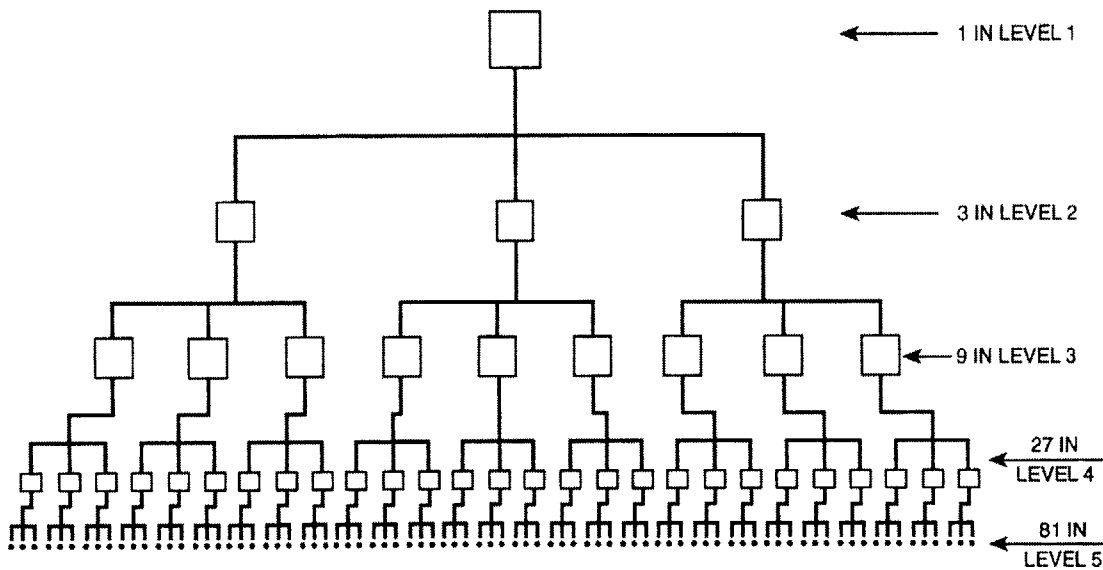 1 IN LEVEL 1
3 IN LEVEL 2
9 IN LEVEL 3
27 IN
LEVEL 4
81 IN
LEVEL 5